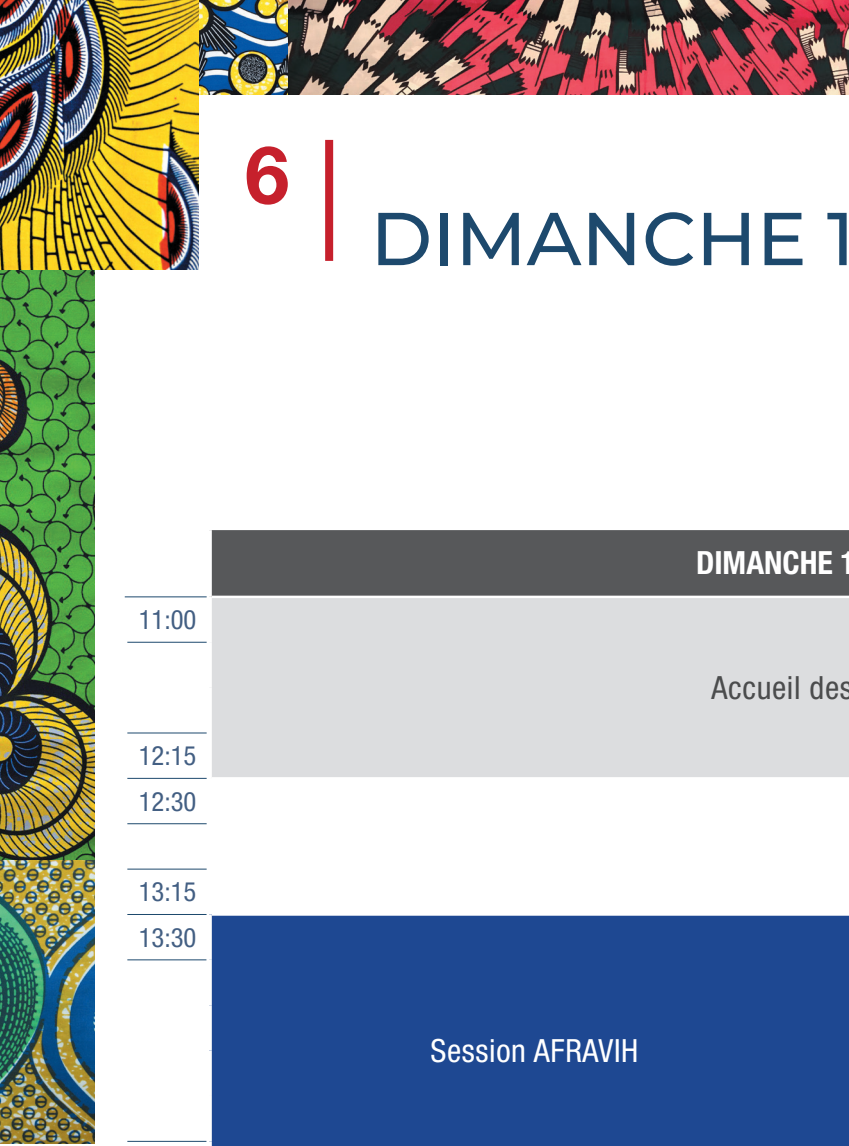 6
DIMANCHE 1
DIMANCHE 1
11:00
Accueil des
12:15
12:30
13:15
13:30
Session AFRAVIH